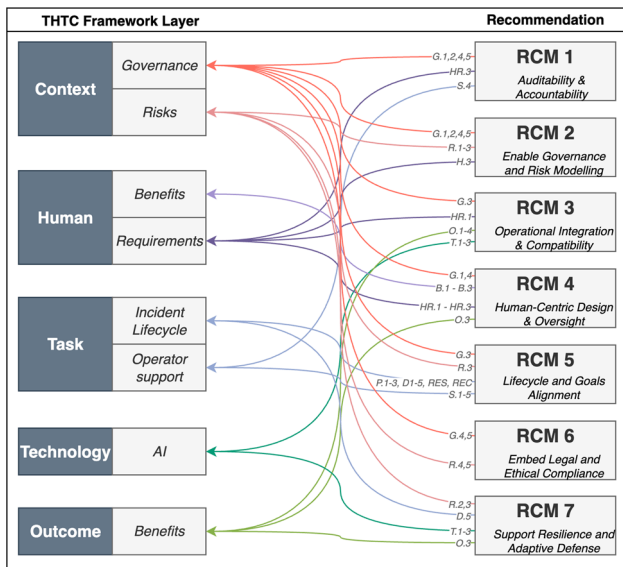 THTC Framework Layer
Recommendation
Context
Governance
Risks
Human
Benefits
Requirements
Task
Incident
Lifecycle
Operator
support
Technology
AI
Outcome
Benefits
G.1,2,4,5
HR.3
S.4
RCM 1
Auditability &
Accountability
G.1,2,4,5
R.1-3
H.3
RCM 2
Enable Governance
and Risk Modelling
G.3
HR.1
O.1-4
T.1-3
RCM 3
Operational Integration
& Compatibility
G.1,4
B.1 - B.3
HR.1 - HR.3
O.3
RCM 4
Human-Centric Design
& Oversight
G.3
R.3
P.1-3, D1-5, RES, REC
S.1-5
RCM 5
Lifecycle and Goals
Alignment
G.4,5
R.4,5
RCM 6
Embed Legal and
Ethical Compliance
R.2,3
D.5
T.1-3
O.3
RCM 7
Support Resilience and
Adaptive Defense